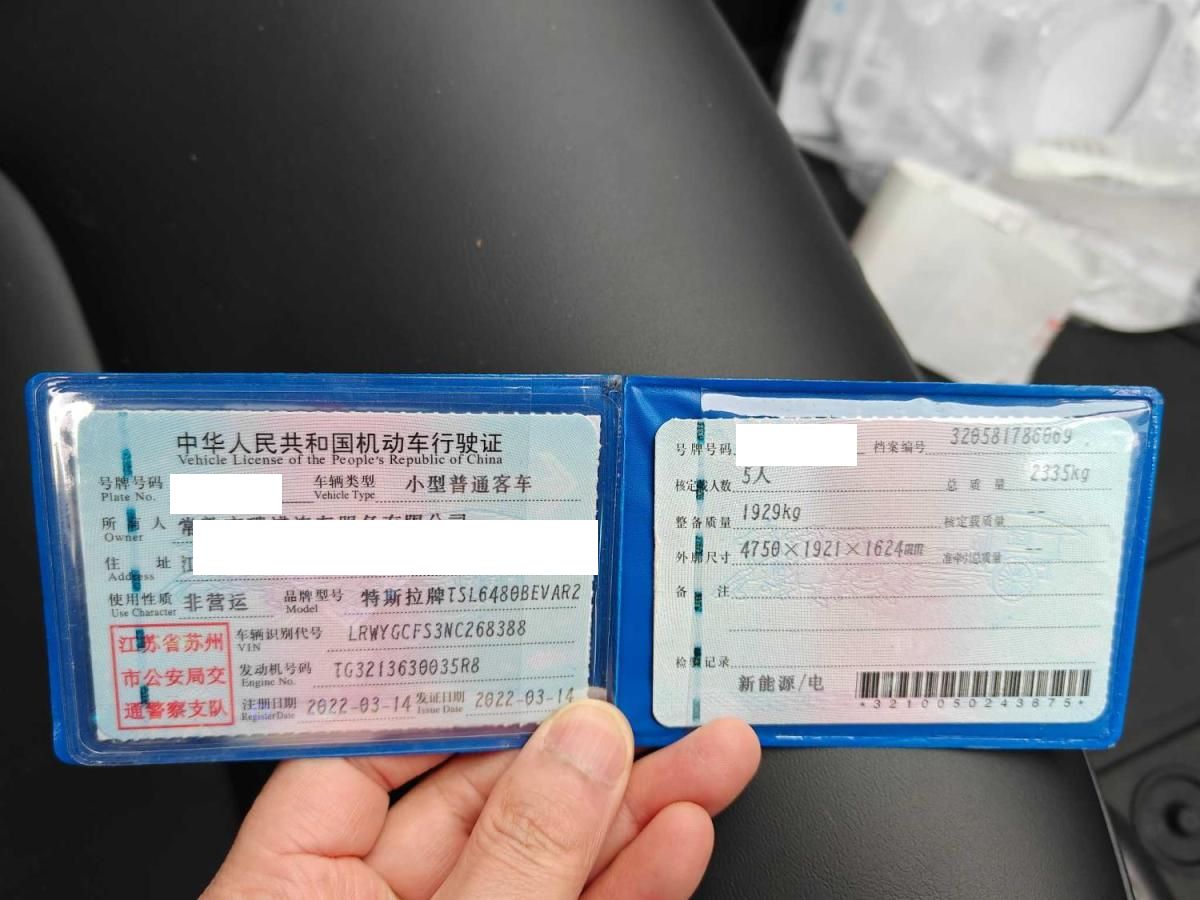 中华人民共和国机动车行驶证
Vehicle License of the People's Republic of China
号牌号码
Plate No.
车辆类型
Vehicle Type
小型普通客车
所有人
Owner
住址
Address
使用性质
Use Character
非营运
品牌型号
Model
特斯拉牌TSL6480BEVAR2
江苏省苏州
市公安局交
通警察支队
车辆识别代号
VIN
LRWYGCFS3NC268388
发动机号码
Engine No.
TG3213630035R8
注册日期
Register Date
2022-03-14
发证日期
Issue Date
2022-03-14
号牌号码
档案编号 320581786069
核定载人数 5人
总质量 2335kg
整备质量 1929kg
核定载质量 --
外廓尺寸 4750×1921×1624mm
准牵引总质量 --
备注
检验记录
新能源/电
*3210050243875*